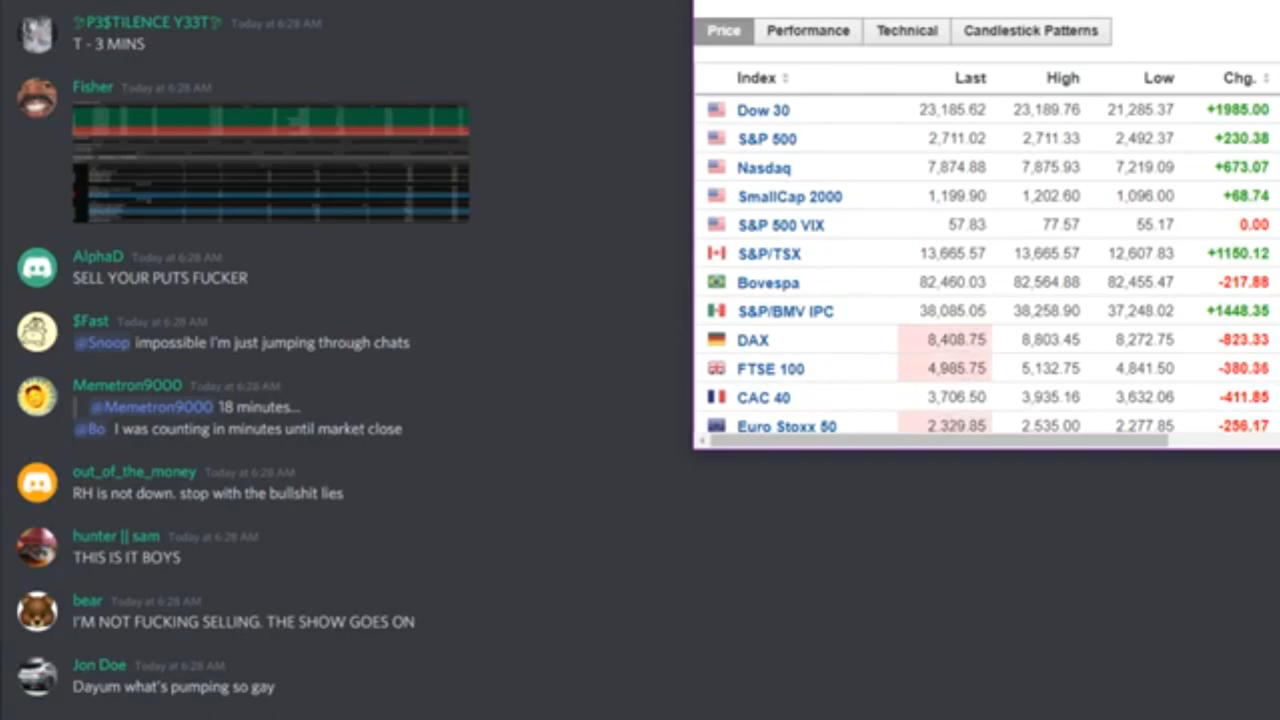 P3$TILENCE Y33T Today at 6:28 AM
T - 3 MINS
Fisher Today at 6:28 AM
AlphaD Today at 6:28 AM
SELL YOUR PUTS FUCKER
$Fast Today at 6:28 AM
@Snoop impossible I'm just jumping through chats
Memetron9000 Today at 6:28 AM
@Memetron9000 18 minutes...
@Bo I was counting in minutes until market close
out_of_the_money Today at 6:28 AM
RH is not down. stop with the bullshit lies
hunter || sam Today at 6:28 AM
THIS IS IT BOYS
bear Today at 6:28 AM
I'M NOT FUCKING SELLING. THE SHOW GOES ON
Jon Doe Today at 6:28 AM
Dayum what's pumping so gay
Price Performance Technical Candlestick Patterns
Index Last High Low Chg.
Dow 30 23,185.62 23,189.76 21,285.37 +1985.00
S&P 500 2,711.02 2,711.33 2,492.37 +230.38
Nasdaq 7,874.88 7,875.93 7,219.09 +673.07
SmallCap 2000 1,199.90 1,202.60 1,096.00 +68.74
S&P 500 VIX 57.83 77.57 55.17 0.00
S&P/TSX 13,665.57 13,665.57 12,607.83 +1150.12
Bovespa 82,460.03 82,564.88 82,455.47 -217.88
S&P/BMV IPC 38,085.05 38,258.90 37,248.02 +1448.35
DAX 8,408.75 8,803.45 8,272.75 -823.33
FTSE 100 4,985.75 5,132.75 4,841.50 -380.36
CAC 40 3,706.50 3,935.16 3,632.06 -411.85
Euro Stoxx 50 2.329.85 2.535.00 2.277.85 -256.17